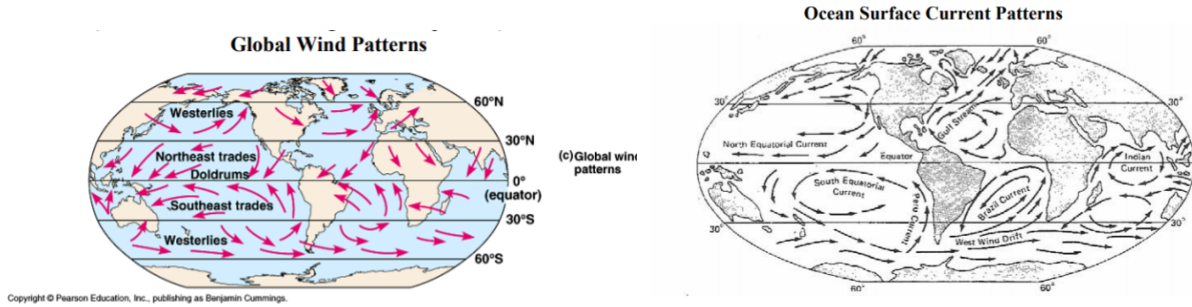 Ocean Surface Current Patterns
Global Wind Patterns
Westerlies
60°N
30°N
Northeast trades
Doldrums
0°
(equator)
Southeast trades
30°S
Westerlies
60°S
(c) Global wind
patterns
Copyright © Pearson Education, Inc., publishing as Benjamin Cummings.
60°
60°
30°
30°
Gulf Stream
North Equatorial Current
Equator
Indian
Current
South Equatorial
Current
Peru Current
Brazil Current
30°
30°
West Wind Drift
60°
60°